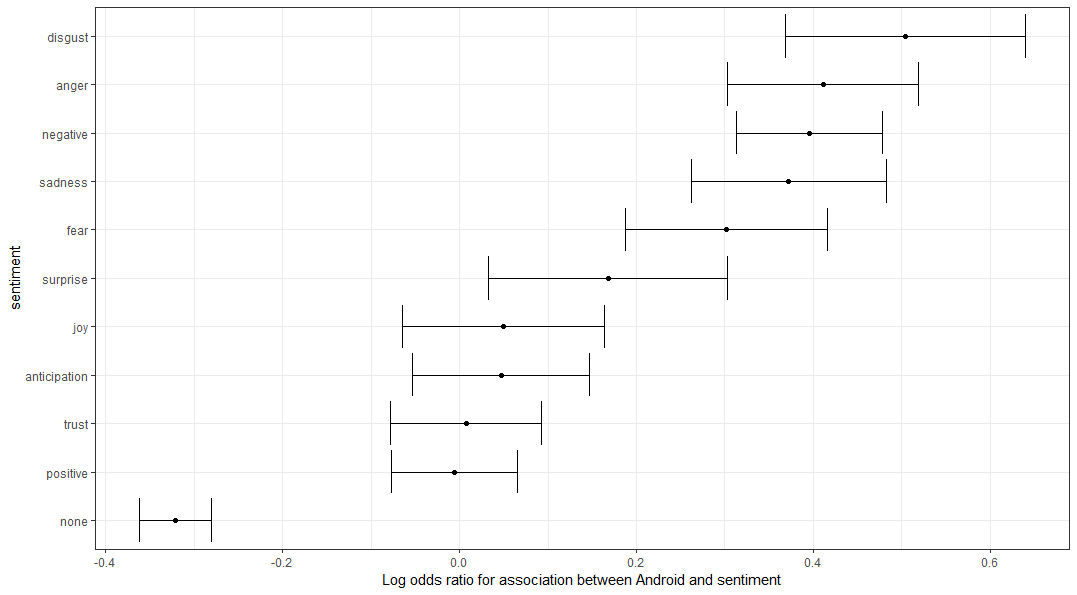 disgust
anger
negative
sadness
fear
surprise
joy
anticipation
trust
positive
none
sentiment
-0.4 -0.2 0.0 0.2 0.4 0.6
Log odds ratio for association between Android and sentiment